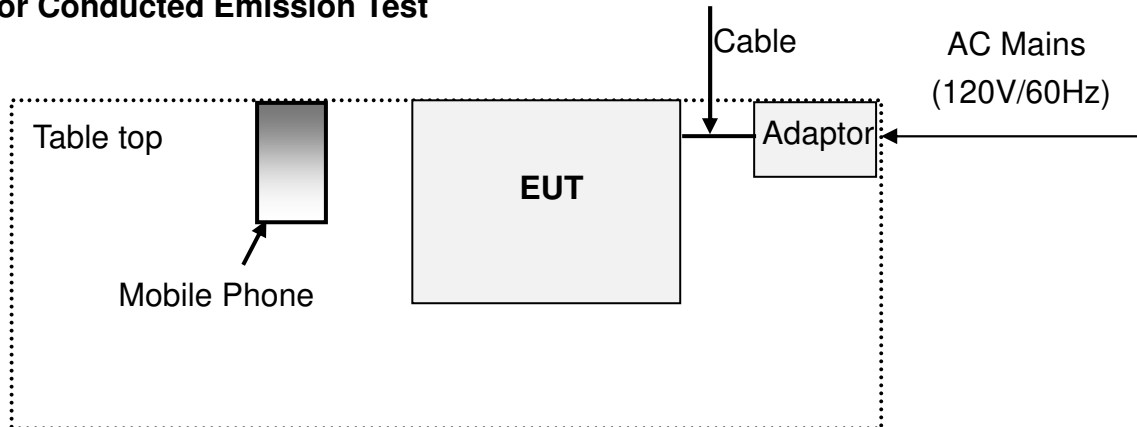 or Conducted Emission Test
Cable
AC Mains
(120V/60Hz)
Table top
Adaptor
EUT
Mobile Phone